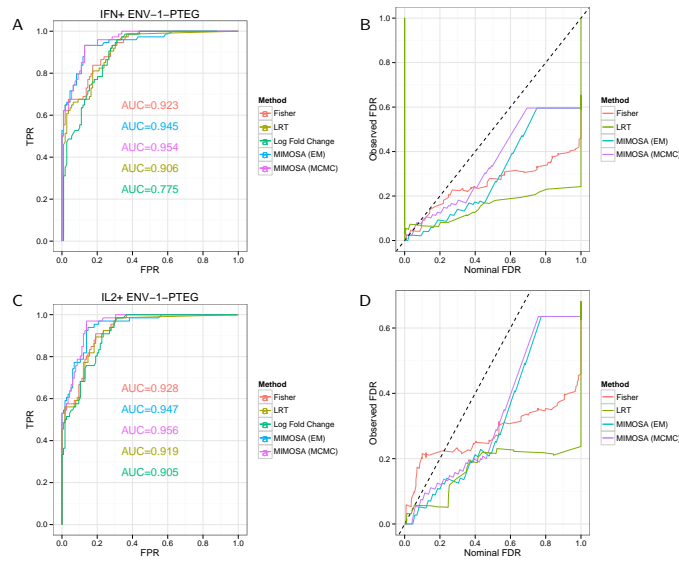 A
IFN+ ENV−1−PTEG
TPR
1.0
0.8
0.6
0.4
0.2
0.0
AUC=0.923
AUC=0.945
AUC=0.954
AUC=0.906
AUC=0.775
0.0 0.2 0.4 0.6 0.8 1.0
FPR
Method
Fisher
LRT
Log Fold Change
MIMOSA (EM)
MIMOSA (MCMC)
B
Observed FDR
1.0
0.8
0.6
0.4
0.2
0.0
0.0 0.2 0.4 0.6 0.8 1.0
Nominal FDR
Method
Fisher
LRT
MIMOSA (EM)
MIMOSA (MCMC)
C
IL2+ ENV−1−PTEG
TPR
1.0
0.8
0.6
0.4
0.2
0.0
AUC=0.928
AUC=0.947
AUC=0.956
AUC=0.919
AUC=0.905
0.0 0.2 0.4 0.6 0.8 1.0
FPR
Method
Fisher
LRT
Log Fold Change
MIMOSA (EM)
MIMOSA (MCMC)
D
Observed FDR
0.6
0.4
0.2
0.0
0.0 0.2 0.4 0.6 0.8 1.0
Nominal FDR
Method
Fisher
LRT
MIMOSA (EM)
MIMOSA (MCMC)